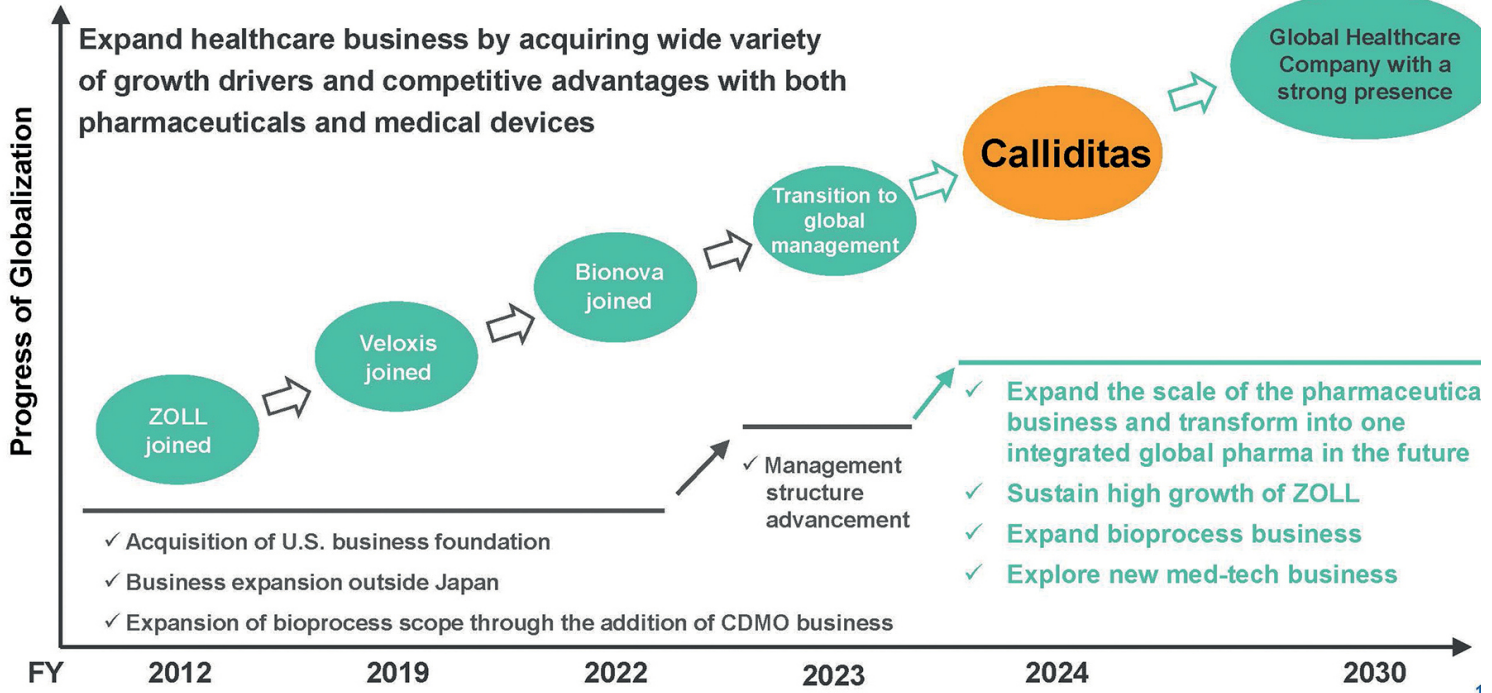 Expand healthcare business by acquiring wide variety
of growth drivers and competitive advantages with both
pharmaceuticals and medical devices
Global Healthcare
Company with a
strong presence
Calliditas
Transition to
global
management
Bionova
joined
Veloxis
joined
ZOLL
joined
Progress of Globalization
✓ Acquisition of U.S. business foundation
✓ Business expansion outside Japan
✓ Expansion of bioprocess scope through the addition of CDMO business
✓ Management
structure
advancement
✓ Expand the scale of the pharmaceutica
business and transform into one
integrated global pharma in the future
✓ Sustain high growth of ZOLL
✓ Expand bioprocess business
✓ Explore new med-tech business
FY 2012 2019 2022 2023 2024 2030